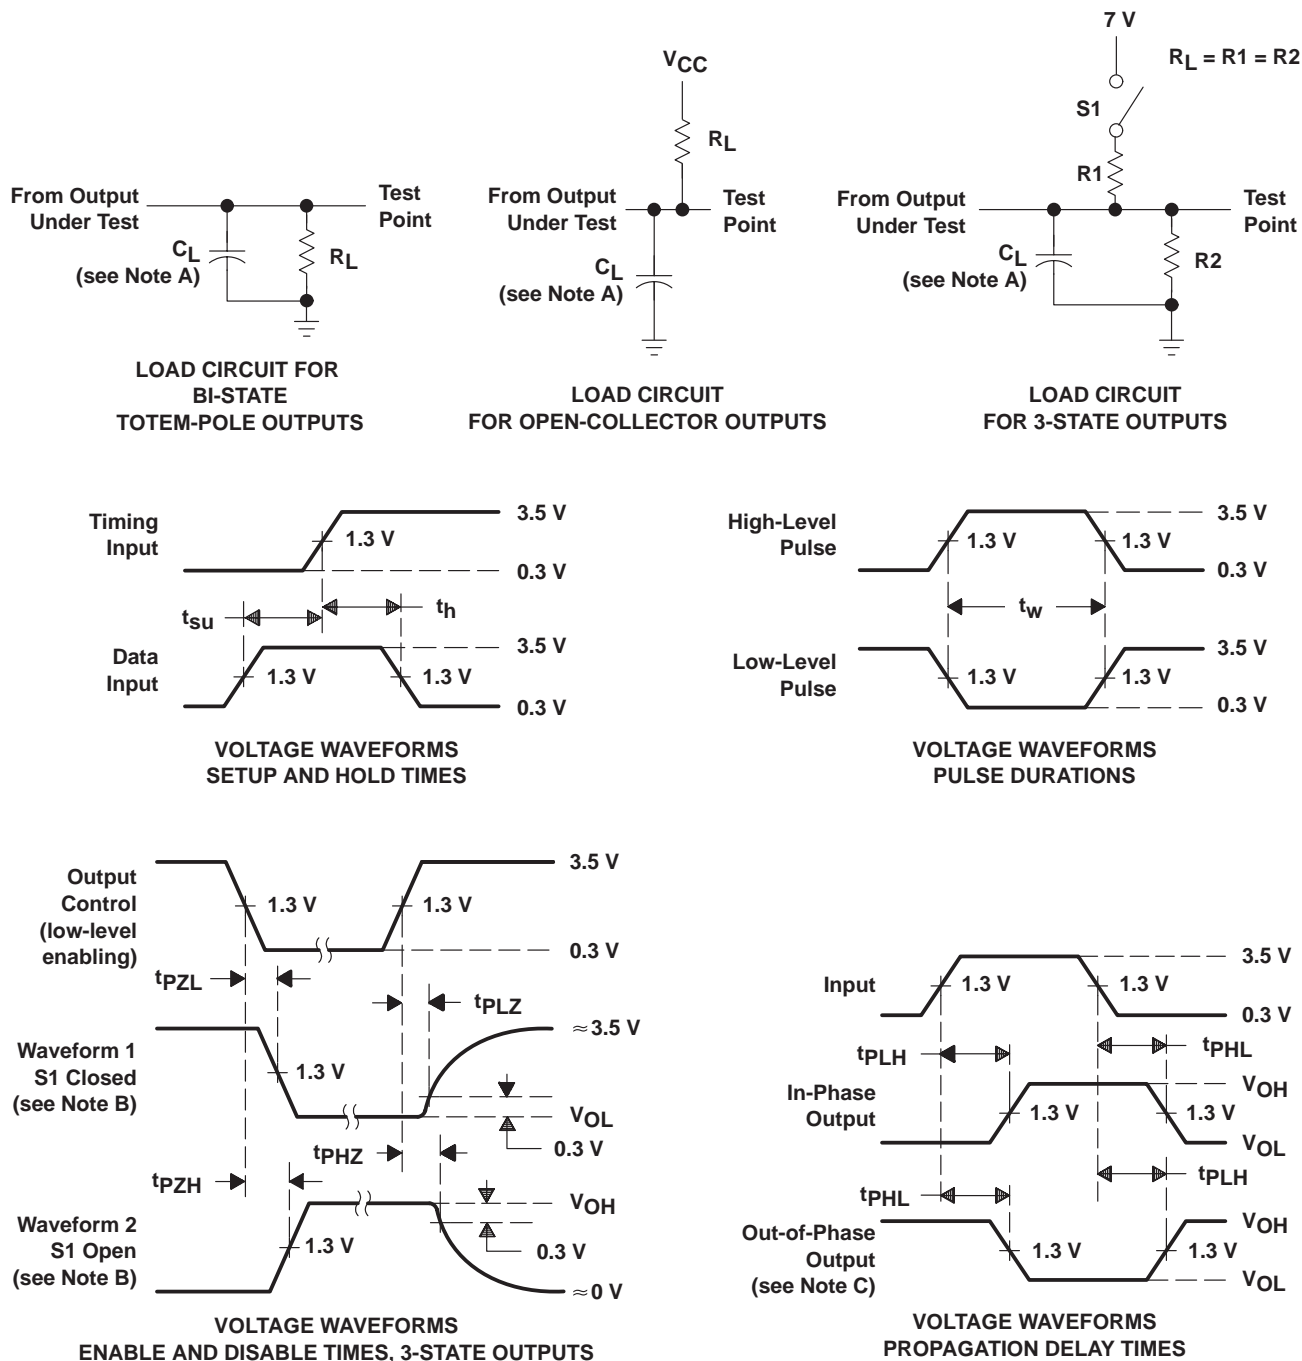 7 V
RL = R1 = R2
S1
R1
From Output
Under Test
Test
Point
CL
(see Note A)
R2
LOAD CIRCUIT
FOR 3-STATE OUTPUTS
VCC
RL
From Output
Under Test
Test
Point
CL
(see Note A)
LOAD CIRCUIT
FOR OPEN-COLLECTOR OUTPUTS
From Output
Under Test
Test
Point
CL
(see Note A)
RL
LOAD CIRCUIT FOR
BI-STATE
TOTEM-POLE OUTPUTS
Timing
Input
1.3 V
3.5 V
0.3 V
tsu
th
Data
Input
1.3 V
1.3 V
3.5 V
0.3 V
VOLTAGE WAVEFORMS
SETUP AND HOLD TIMES
High-Level
Pulse
1.3 V
1.3 V
3.5 V
0.3 V
tw
Low-Level
Pulse
1.3 V
1.3 V
3.5 V
0.3 V
VOLTAGE WAVEFORMS
PULSE DURATIONS
Output
Control
(low-level
enabling)
1.3 V
1.3 V
3.5 V
0.3 V
tPZL
tPLZ
Waveform 1
S1 Closed
(see Note B)
1.3 V
≈3.5 V
VOL
0.3 V
tPHZ
tPZH
Waveform 2
S1 Open
(see Note B)
1.3 V
VOH
0.3 V
≈0 V
VOLTAGE WAVEFORMS
ENABLE AND DISABLE TIMES, 3-STATE OUTPUTS
Input
1.3 V
1.3 V
3.5 V
0.3 V
tPLH
tPHL
In-Phase
Output
1.3 V
1.3 V
VOH
VOL
tPHL
tPLH
Out-of-Phase
Output
(see Note C)
1.3 V
1.3 V
VOH
VOL
VOLTAGE WAVEFORMS
PROPAGATION DELAY TIMES